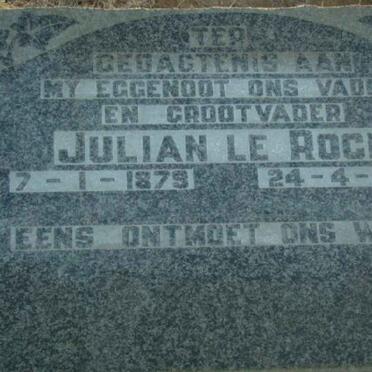 TER
GEDAGTENIS AAN
MY EGGENOOT ONS VAD
EN GROOTVADER
JULIAN LE ROC
7-1-1879 24-4-
EENS ONTMOET ONS W